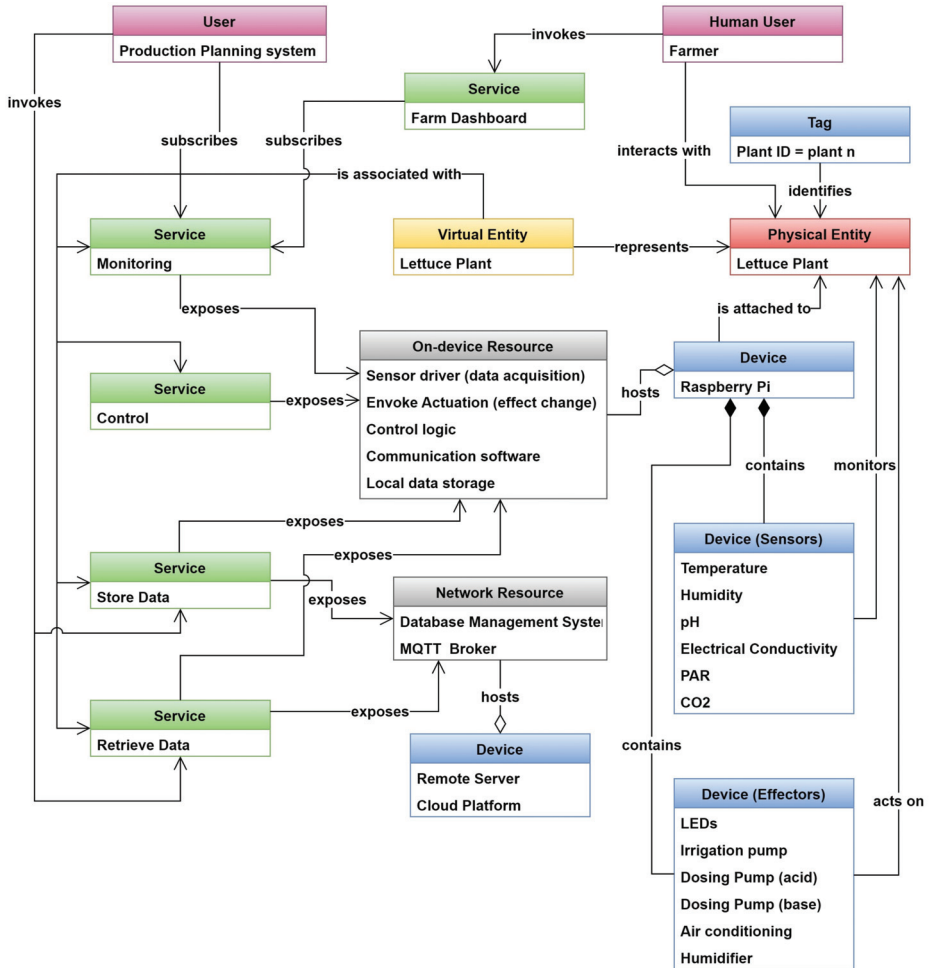 User
Production Planning system
Human User
Farmer
invokes
invokes
Service
Farm Dashboard
subscribes
subscribes
interacts with
Tag
Plant ID = plant n
identifies
is associated with
Service
Monitoring
Virtual Entity
Lettuce Plant
represents
Physical Entity
Lettuce Plant
exposes
is attached to
On-device Resource
Sensor driver (data acquisition)
Envoke Actuation (effect change)
Control logic
Communication software
Local data storage
hosts
Device
Raspberry Pi
Service
Control
exposes
contains
monitors
exposes
exposes
Service
Store Data
exposes
Network Resource
Database Management System
MQTT Broker
Device (Sensors)
Temperature
Humidity
pH
Electrical Conductivity
PAR
CO2
hosts
Service
Retrieve Data
exposes
Device
Remote Server
Cloud Platform
contains
acts on
Device (Effectors)
LEDs
Irrigation pump
Dosing Pump (acid)
Dosing Pump (base)
Air conditioning
Humidifier